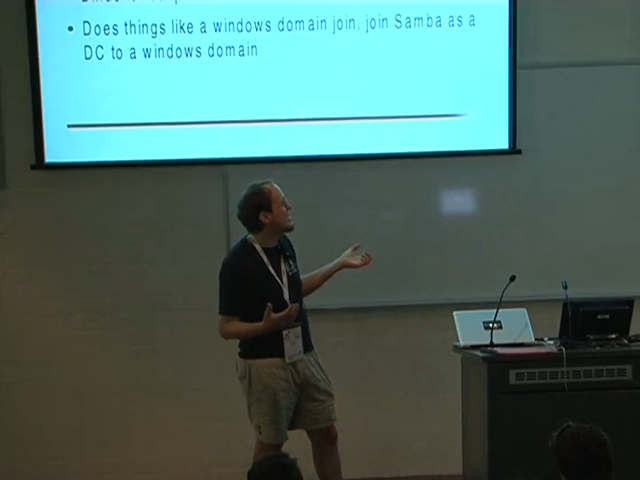 • Does things like a windows domain join, join Samba as a
DC to a windows domain